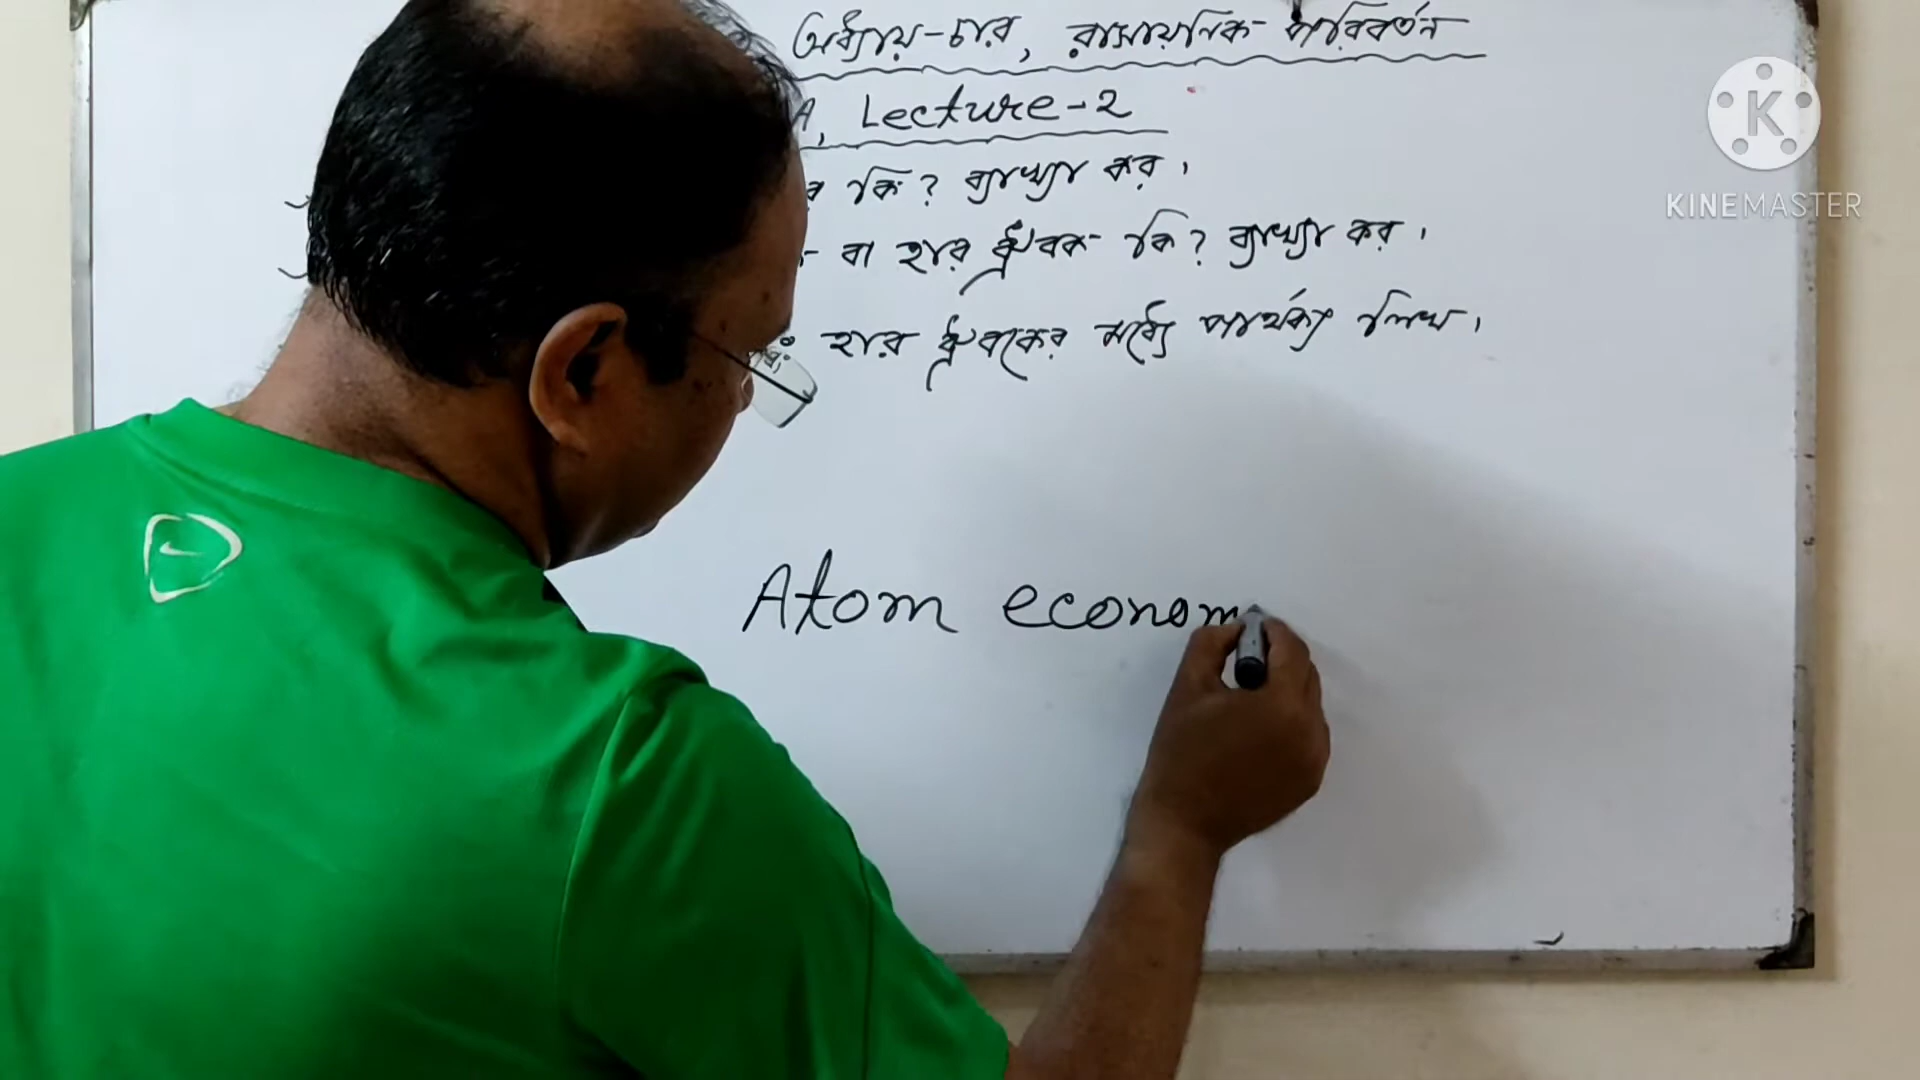 অধ্যায়-চার, রাসায়নিক পরিবর্তন
A, Lecture-2
র কি? ব্যাখ্যা কর।
বা হার ধ্রুবক কি? ব্যাখ্যা কর।
হার ধ্রুবকের মধ্যে পার্থক্য লিখ।
Atom econom
K
KINEMASTER